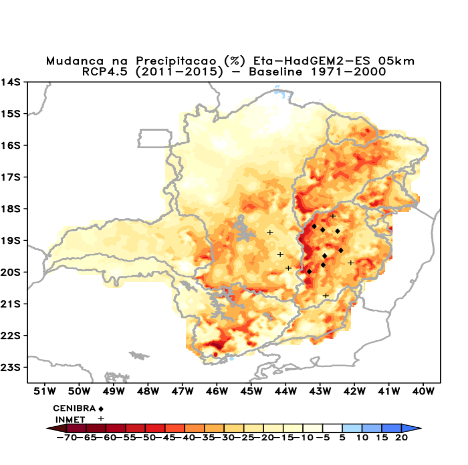 Mudanca na Precipitacao (%) Eta-HadGEM2-ES 05km
RCP4.5 (2011-2015) - Baseline 1971-2000
14S
15S
16S
17S
18S
19S
20S
21S
22S
23S
51W 50W 49W 48W 47W 46W 45W 44W 43W 42W 41W 40W
CENIBRA
INMET
-70 -65 -60 -55 -50 -45 -40 -35 -30 -25 -20 -15 -10 -5 0 5 10 15 20